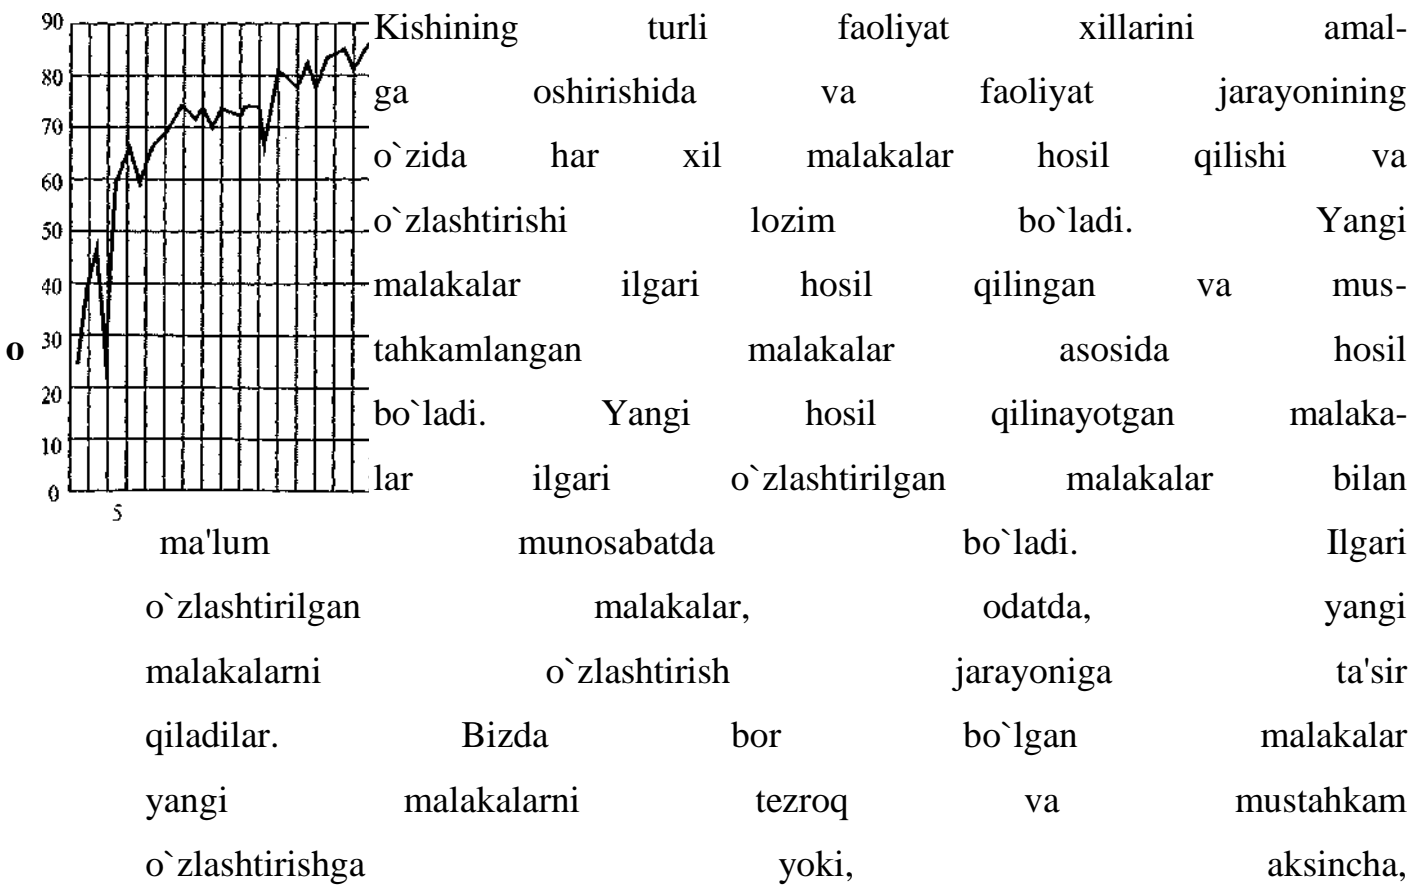 90
80
70
60
50
40
30
20
10
0
5
o
Kishining turli faoliyat xillarini amal-
ga oshirishida va faoliyat jarayonining
o`zida har xil malakalar hosil qilishi va
o`zlashtirishi lozim bo`ladi. Yangi
malakalar ilgari hosil qilingan va mus-
tahkamlangan malakalar asosida hosil
bo`ladi. Yangi hosil qilinayotgan malaka-
lar ilgari o`zlashtirilgan malakalar bilan
ma'lum munosabatda bo`ladi. Ilgari
o`zlashtirilgan malakalar, odatda, yangi
malakalarni o`zlashtirish jarayoniga ta'sir
qiladilar. Bizda bor bo`lgan malakalar
yangi malakalarni tezroq va mustahkam
o`zlashtirishga yoki, aksincha,